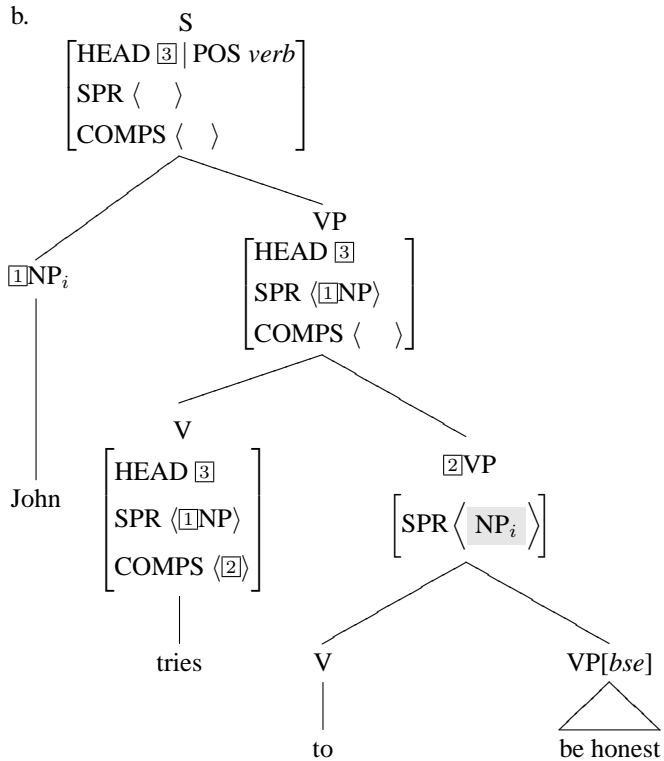 b.
S
[HEAD 3 | POS verb
SPR ⟨ ⟩
COMPS ⟨ ⟩]
VP
1NPᵢ
[HEAD 3
SPR ⟨1NP⟩
COMPS ⟨ ⟩]
V
2VP
John
[HEAD 3
SPR ⟨1NP⟩
COMPS ⟨2⟩]
[SPR ⟨NPᵢ⟩]
tries
V
VP[bse]
to
be honest